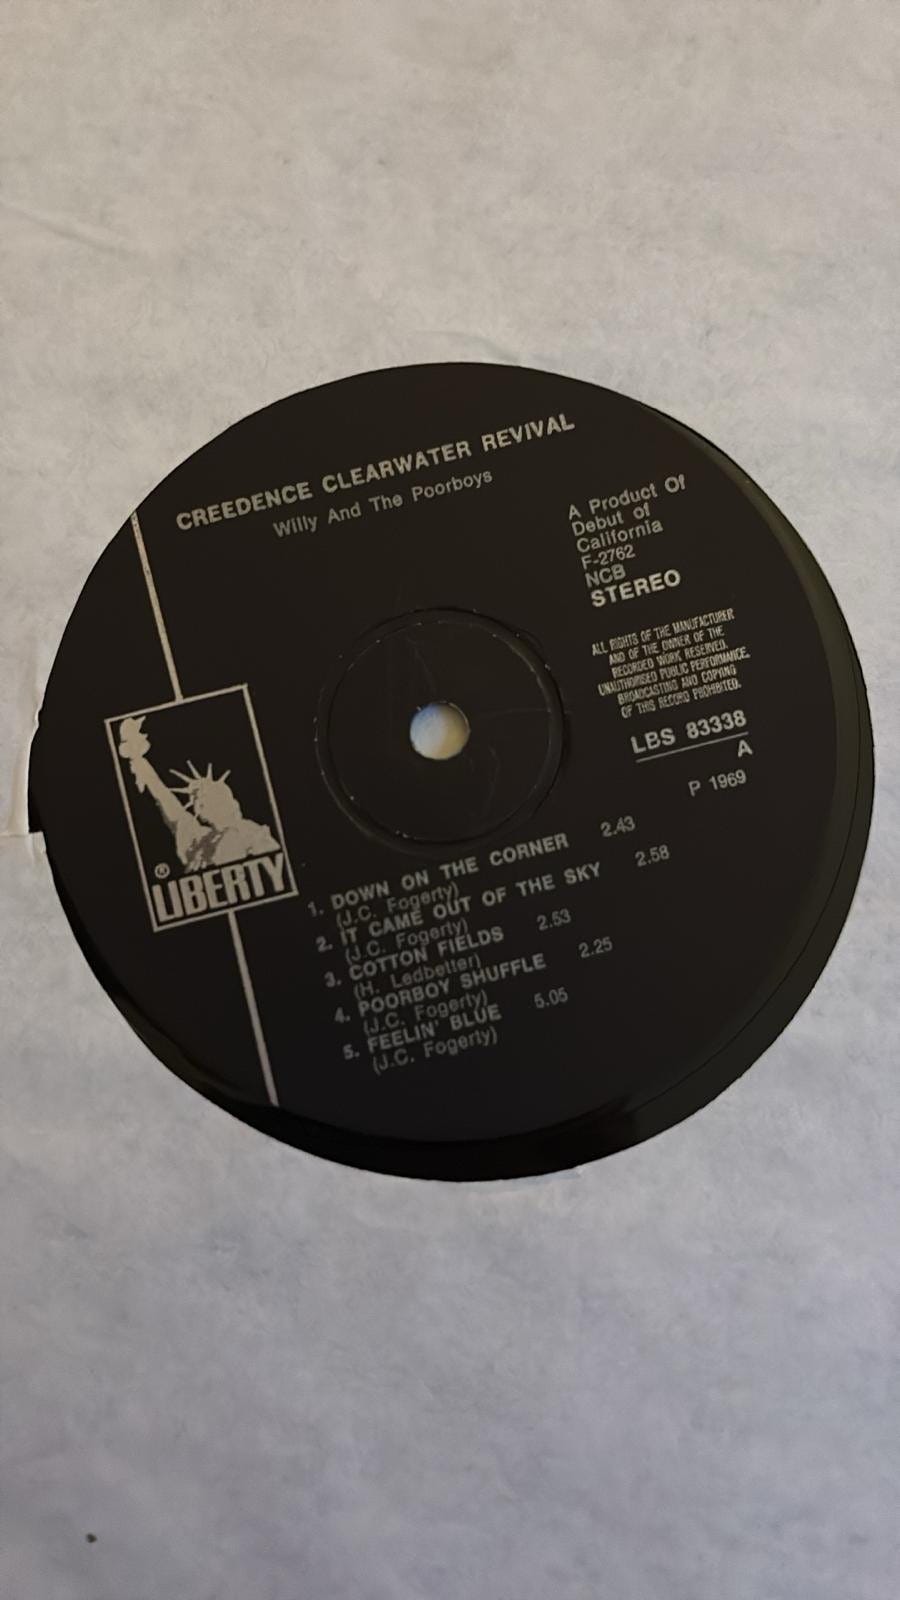 CREEDENCE CLEARWATER REVIVAL
Willy And The Poorboys
A Product Of
Debut of
California
F-2762
NCB
STEREO
ALL RIGHTS OF THE MANUFACTURER
AND OF THE OWNER OF THE
RECORDED WORK RESERVED.
UNAUTHORISED PUBLIC PERFORMANCE,
BROADCASTING AND COPYING
OF THIS RECORD PROHIBITED.
LBS 83338
A
P 1969
® LIBERTY
1. DOWN ON THE CORNER 2.43
(J.C. Fogerty)
2. IT CAME OUT OF THE SKY 2.58
(J.C. Fogerty)
3. COTTON FIELDS 2.53
(H. Ledbetter)
4. POORBOY SHUFFLE 2.25
(J.C. Fogerty)
5. FEELIN' BLUE 5.05
(J.C. Fogerty)